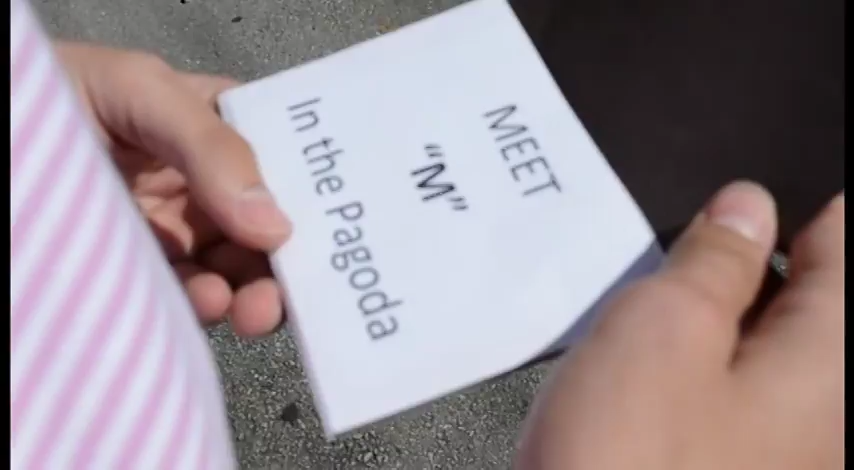 MEET
“M”
In the Pagoda